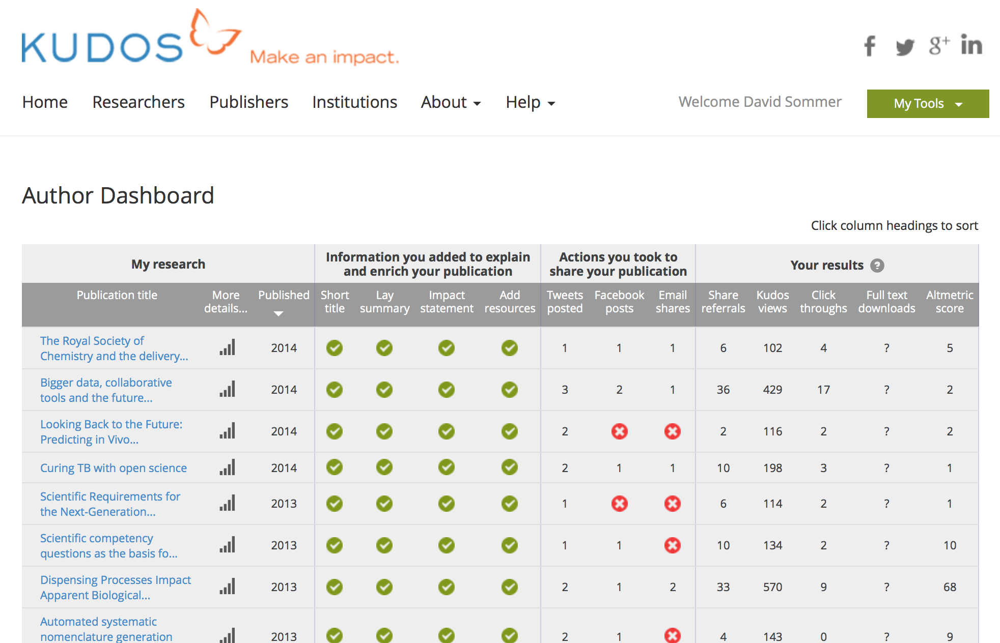 KUDOS Make an impact.
f g+ in
Home Researchers Publishers Institutions About Help Welcome David Sommer My Tools
Author Dashboard
Click column headings to sort
My research
Information you added to explain
and enrich your publication
Actions you took to
share your publication
Your results ?
Publication title
More
details...
Published
Short
title
Lay
summary
Impact
statement
Add
resources
Tweets
posted
Facebook
posts
Email
shares
Share
referrals
Kudos
views
Click
throughs
Full text
downloads
Altmetric
score
The Royal Society of
Chemistry and the delivery...
2014 1 1 1 6 102 4 ? 5
Bigger data, collaborative
tools and the future...
2014 3 2 1 36 429 17 ? 2
Looking Back to the Future:
Predicting in Vivo...
2014 2 2 116 2 ? 2
Curing TB with open science 2014 2 1 1 10 198 3 ? 1
Scientific Requirements for
the Next-Generation...
2013 1 6 114 2 ? 1
Scientific competency
questions as the basis fo...
2013 1 1 10 134 2 ? 10
Dispensing Processes Impact
Apparent Biological...
2013 2 1 2 33 570 9 ? 68
Automated systematic
nomenclature generation
2013 2 1 4 143 0 ? 9